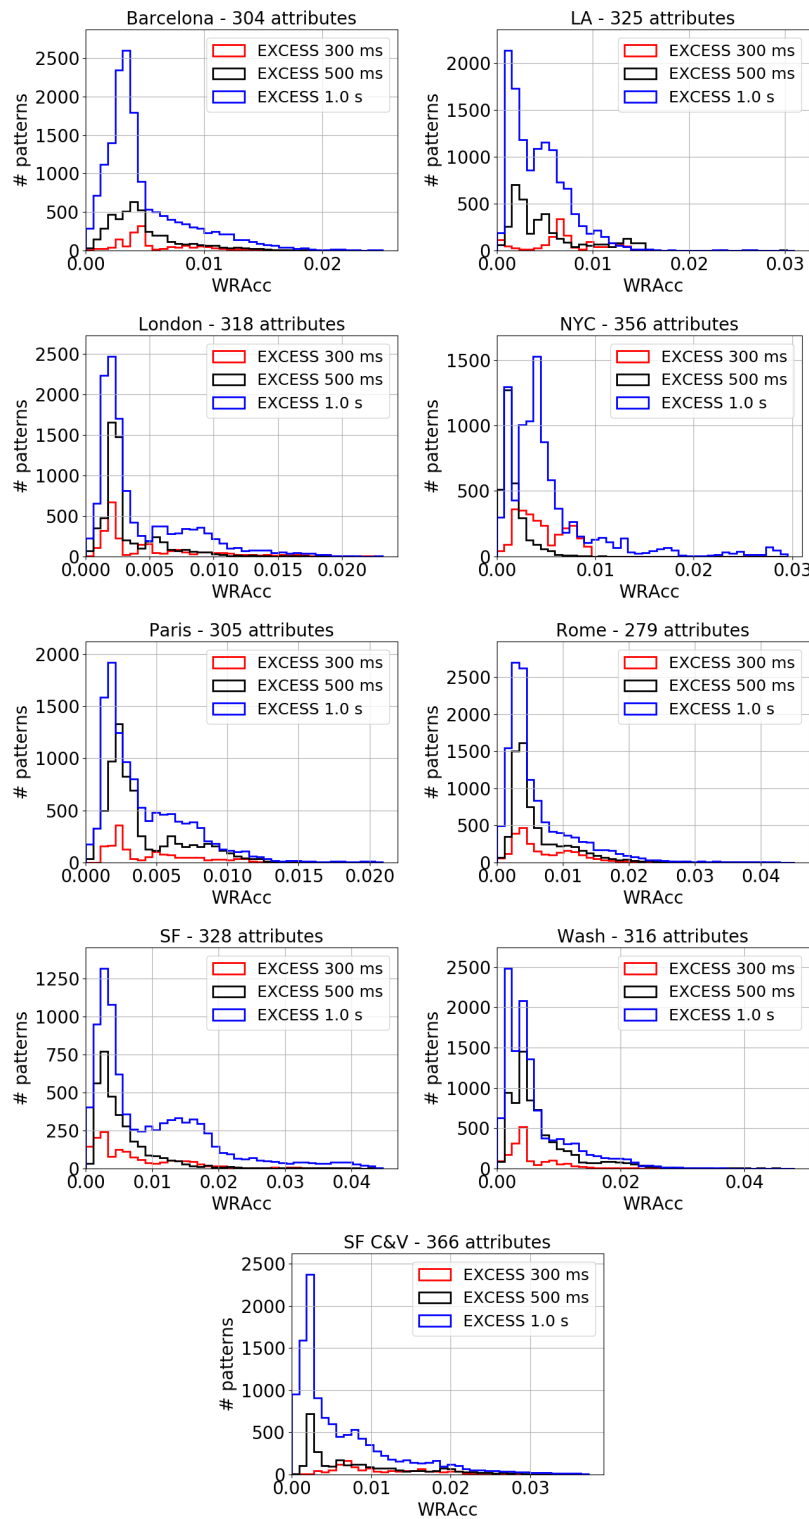 Barcelona - 304 attributes
EXCESS 300 ms
EXCESS 500 ms
EXCESS 1.0 s
# patterns
2500
2000
1500
1000
500
0
0.00 0.01 0.02
WRAcc
LA - 325 attributes
EXCESS 300 ms
EXCESS 500 ms
EXCESS 1.0 s
# patterns
2000
1500
1000
500
0
0.00 0.01 0.02 0.03
WRAcc
London - 318 attributes
EXCESS 300 ms
EXCESS 500 ms
EXCESS 1.0 s
# patterns
2500
2000
1500
1000
500
0
0.000 0.005 0.010 0.015 0.020
WRAcc
NYC - 356 attributes
EXCESS 300 ms
EXCESS 500 ms
EXCESS 1.0 s
# patterns
1500
1000
500
0
0.00 0.01 0.02 0.03
WRAcc
Paris - 305 attributes
EXCESS 300 ms
EXCESS 500 ms
EXCESS 1.0 s
# patterns
2000
1500
1000
500
0
0.000 0.005 0.010 0.015 0.020
WRAcc
Rome - 279 attributes
EXCESS 300 ms
EXCESS 500 ms
EXCESS 1.0 s
# patterns
2500
2000
1500
1000
500
0
0.00 0.01 0.02 0.03 0.04
WRAcc
SF - 328 attributes
EXCESS 300 ms
EXCESS 500 ms
EXCESS 1.0 s
# patterns
1250
1000
750
500
250
0
0.00 0.01 0.02 0.03 0.04
WRAcc
Wash - 316 attributes
EXCESS 300 ms
EXCESS 500 ms
EXCESS 1.0 s
# patterns
2500
2000
1500
1000
500
0
0.00 0.02 0.04
WRAcc
SF C&V - 366 attributes
EXCESS 300 ms
EXCESS 500 ms
EXCESS 1.0 s
# patterns
2500
2000
1500
1000
500
0
0.00 0.01 0.02 0.03
WRAcc